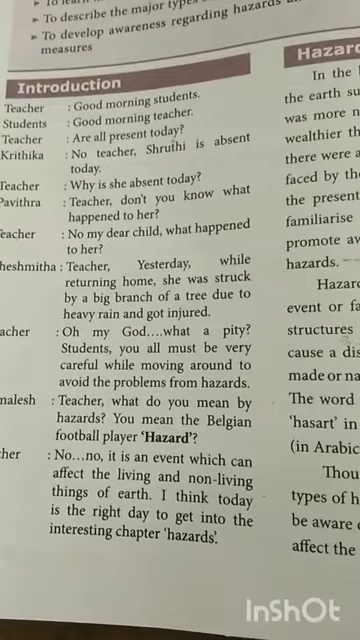 To describe the major types
To develop awareness regarding hazards
measures
Introduction
Teacher : Good morning students.
Students : Good morning teacher.
Teacher : Are all present today?
Krithika : No teacher, Shruthi is absent
today.
Teacher : Why is she absent today?
Pavithra : Teacher, don't you know what
happened to her?
eacher : No my dear child, what happened
to her?
heshmitha : Teacher, Yesterday, while
returning home, she was struck
by a big branch of a tree due to
heavy rain and got injured.
acher : Oh my God....what a pity?
Students, you all must be very
careful while moving around to
avoid the problems from hazards.
malesh : Teacher, what do you mean by
hazards? You mean the Belgian
football player 'Hazard'?
her : No...no, it is an event which can
affect the living and non-living
things of earth. I think today
is the right day to get into the
interesting chapter 'hazards'.
Hazar
In the
the earth su
was more n
wealthier th
there were a
faced by the
the present
familiarise
promote aw
hazards.
Hazar
event or fa
structures
cause a dis
made or na
The word
'hasart' in
(in Arabic
Thou
types of h
be aware
affect the
InShOt